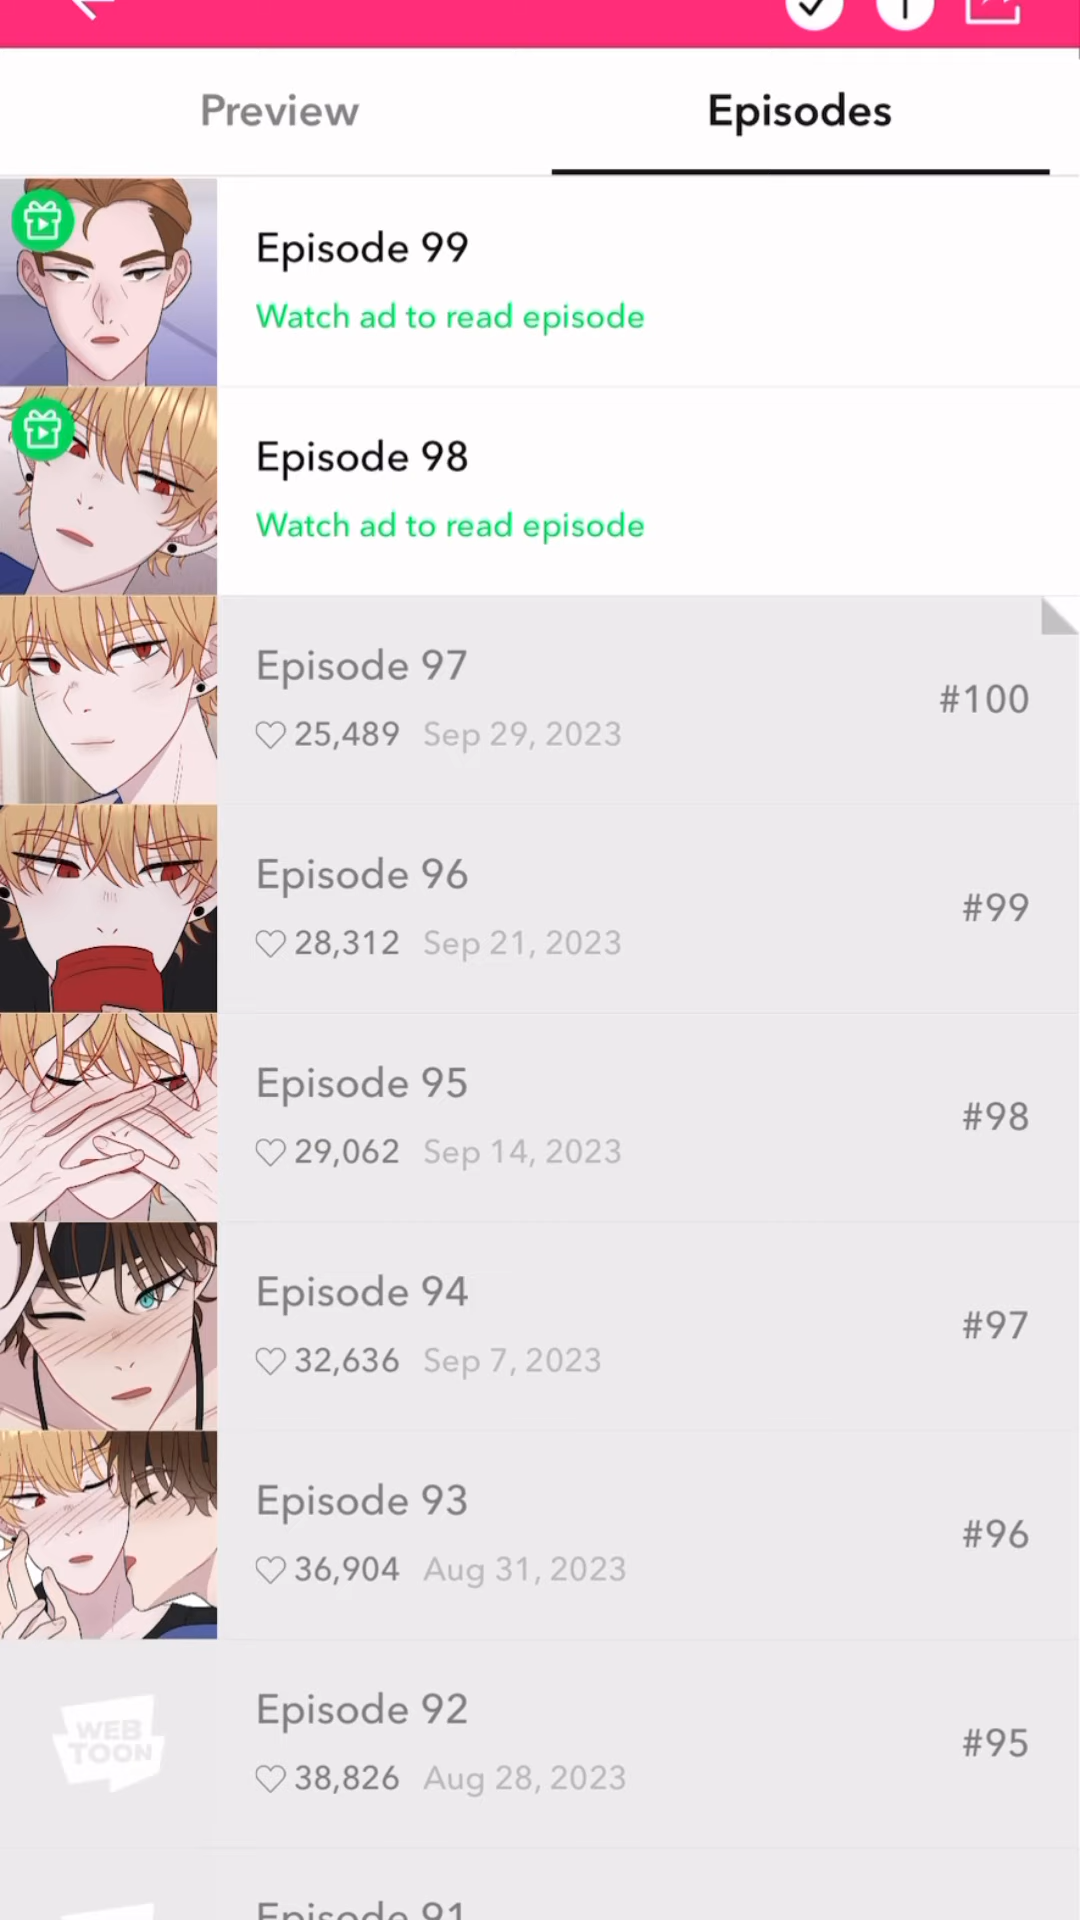 Preview
Episodes
Episode 99
Watch ad to read episode
Episode 98
Watch ad to read episode
Episode 97
25,489 Sep 29, 2023
#100
Episode 96
28,312 Sep 21, 2023
#99
Episode 95
29,062 Sep 14, 2023
#98
Episode 94
32,636 Sep 7, 2023
#97
Episode 93
36,904 Aug 31, 2023
#96
WEB
TOON
Episode 92
38,826 Aug 28, 2023
#95
Episode 91